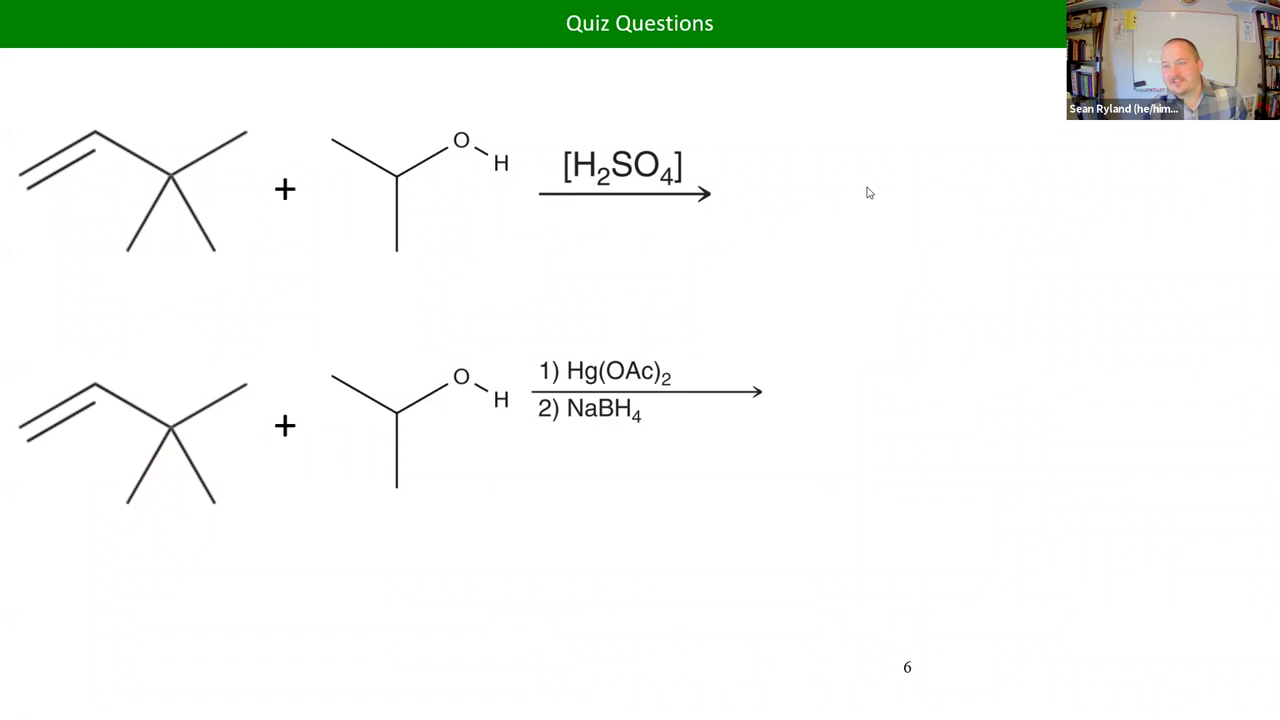 Quiz Questions
Sean Ryland (he/him...
+
O
H
[H₂SO₄]
+
O
H
1) Hg(OAc)₂
2) NaBH₄
6